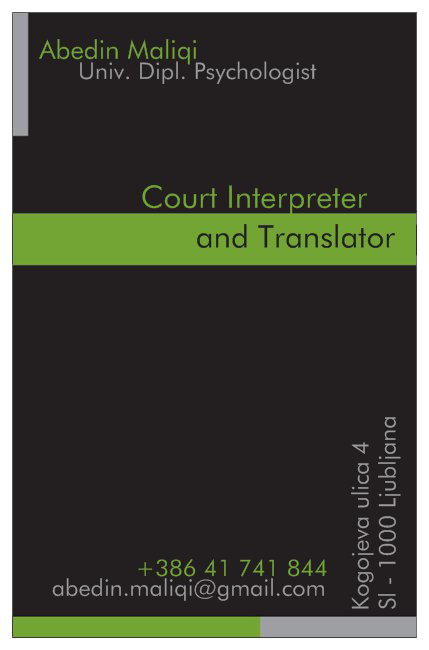 Abedin Maliqi
Univ. Dipl. Psychologist
Court Interpreter
and Translator
+386 41 741 844
abedin.maliqi@gmail.com
Kogojeva ulica 4
SI - 1000 Ljubljana